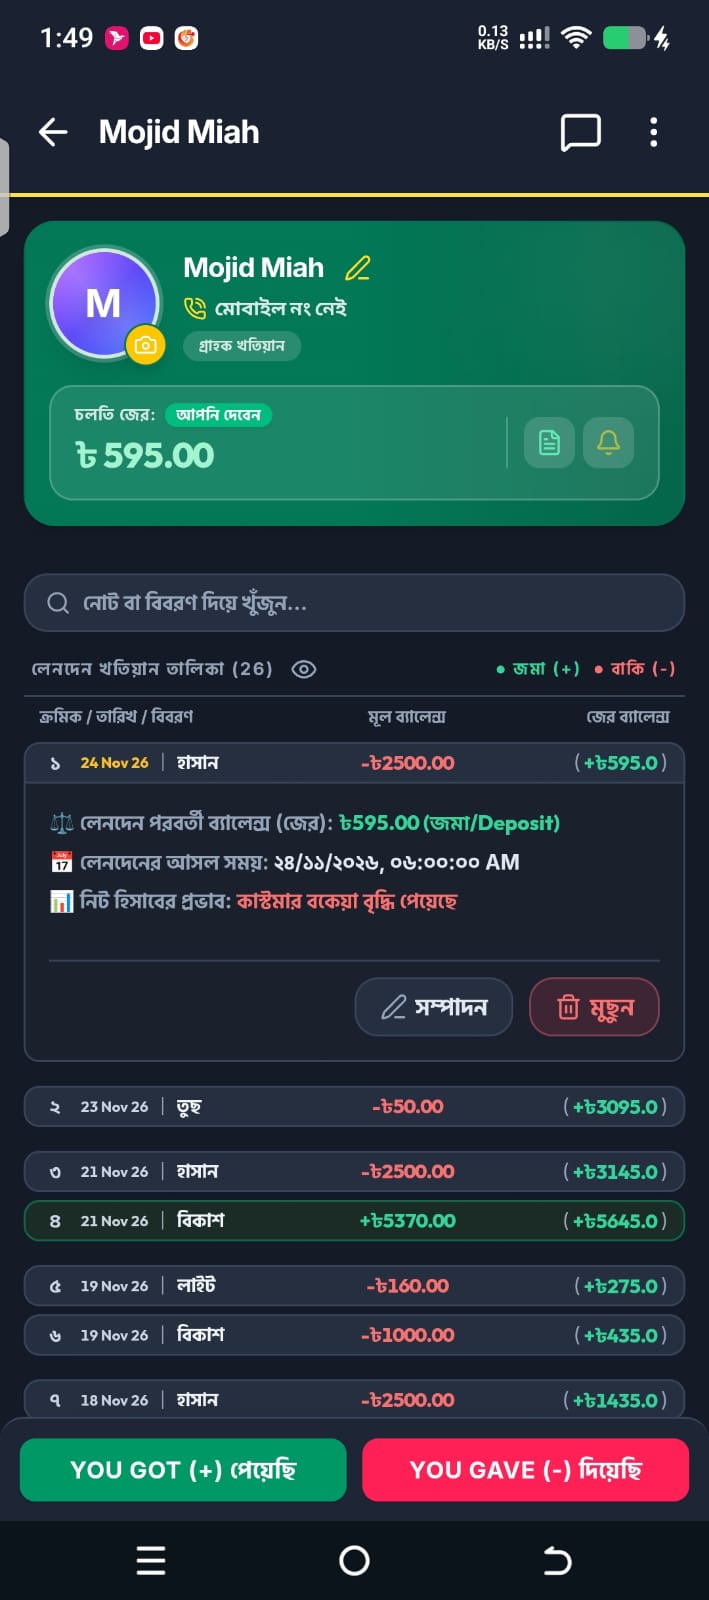 1:49
0.13 KB/S
Mojid Miah
M
Mojid Miah
মোবাইল নং নেই
গ্রাহক খতিয়ান
চলতি জের: আপনি দেবেন
৳ 595.00
নোট বা বিবরণ দিয়ে খুঁজুন...
লেনদেন খতিয়ান তালিকা (26) • জমা (+) • বাকি (-)
ক্রমিক / তারিখ / বিবরণ মূল ব্যালেন্স জের ব্যালেন্স
১ 24 Nov 26 | হাসান -৳2500.00 (+৳595.0)
লেনদেন পরবর্তী ব্যালেন্স (জের): ৳595.00 (জমা/Deposit)
লেনদেনের আসল সময়: ২৪/১১/২০২৬, ০৬:০০:০০ AM
নিট হিসাবের প্রভাব: কাস্টমার বকেয়া বৃদ্ধি পেয়েছে
সম্পাদন মুছুন
২ 23 Nov 26 | তুছ -৳50.00 (+৳3095.0)
৩ 21 Nov 26 | হাসান -৳2500.00 (+৳3145.0)
৪ 21 Nov 26 | বিকাশ +৳5370.00 (+৳5645.0)
৫ 19 Nov 26 | লাইট -৳160.00 (+৳275.0)
৬ 19 Nov 26 | বিকাশ -৳1000.00 (+৳435.0)
৭ 18 Nov 26 | হাসান -৳2500.00 (+৳1435.0)
YOU GOT (+) পেয়েছি YOU GAVE (-) দিয়েছি